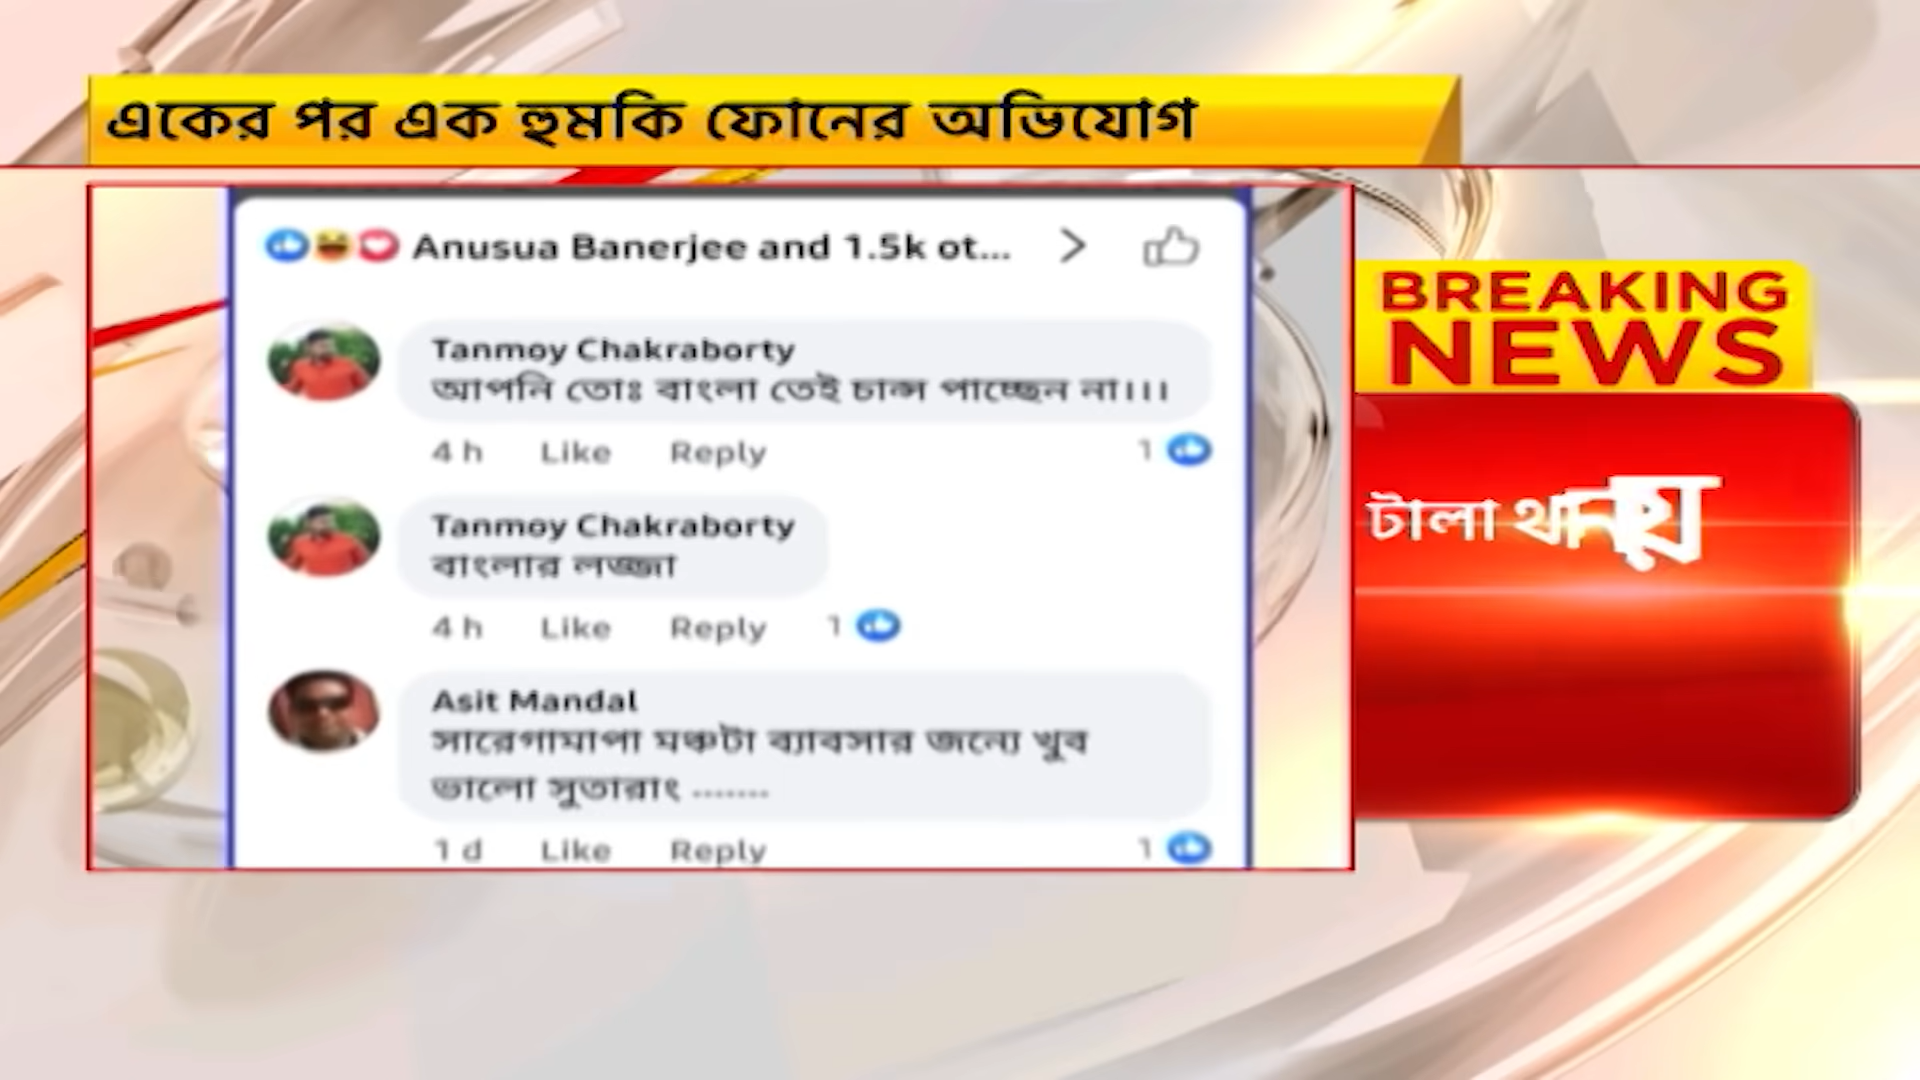 একের পর এক হুমকি ফোনের অভিযোগ
Anusua Banerjee and 1.5k ot...
Tanmoy Chakraborty
আপনি তোঃ বাংলা তেই চান্স পাচ্ছেন না।।।
4 h Like Reply 1
Tanmoy Chakraborty
বাংলার লজ্জা
4 h Like Reply 1
Asit Mandal
সারেগামাপা মঞ্চটা ব্যাবসার জন্যে খুব
ভালো সুতারাং -------
1 d Like Reply 1
BREAKING
NEWS
টালা থানায়